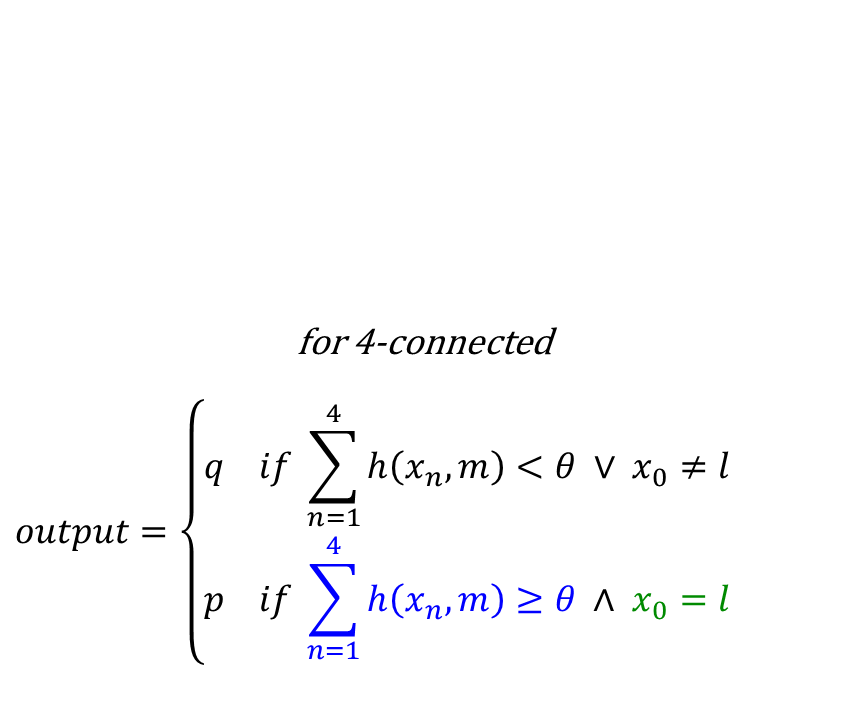 for 4-connected
output = { q if ∑_{n=1}^{4} h(x_n, m) < θ ∨ x_0 ≠ l
p if ∑_{n=1}^{4} h(x_n, m) ≥ θ ∧ x_0 = l